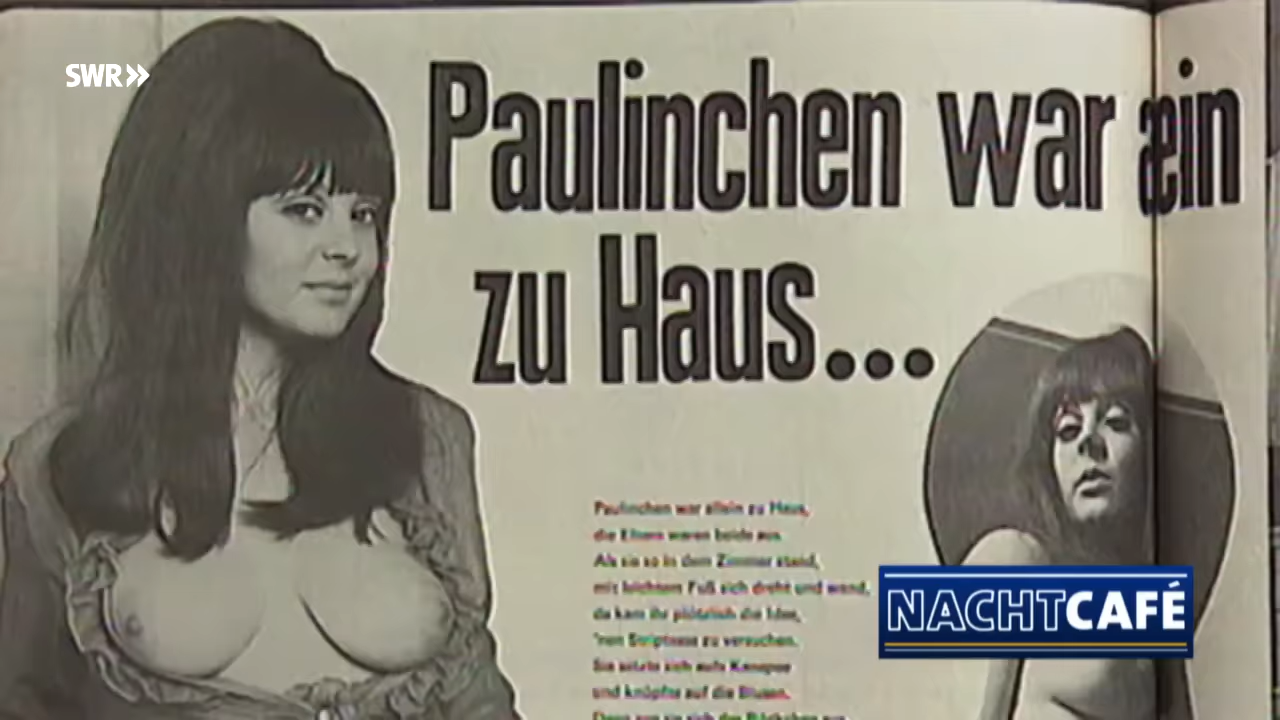 SWR
Paulinchen war allein
zu Haus...
Paulinchen war allein zu Haus,
die Eltern waren beide aus.
Als sie so in dem Zimmer stand,
mit leichtem Fuß sich dreht und wand,
da kam ihr plötzlich die Idee,
'nen Striptease zu versuchen.
Sie setzte sich aufs Kanapee
und knöpfte auf die Blusen.
NACHTCAFÉ